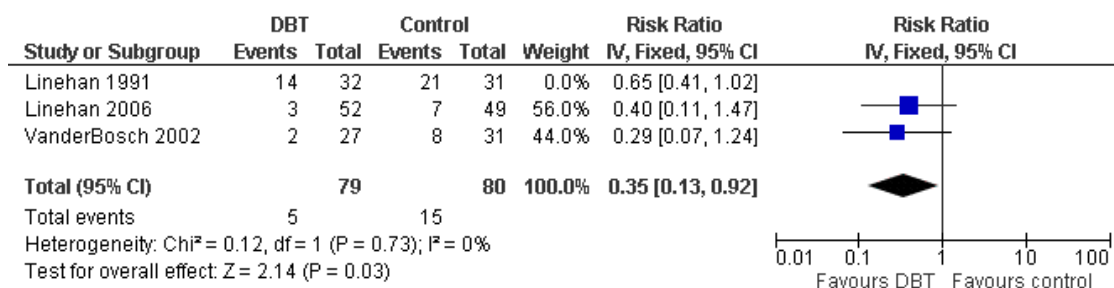 DBT Control Risk Ratio Risk Ratio
Study or Subgroup Events Total Events Total Weight IV, Fixed, 95% CI IV, Fixed, 95% CI
Linehan 1991 14 32 21 31 0.0% 0.65 [0.41, 1.02]
Linehan 2006 3 52 7 49 56.0% 0.40 [0.11, 1.47]
VanderBosch 2002 2 27 8 31 44.0% 0.29 [0.07, 1.24]
Total (95% CI) 79 80 100.0% 0.35 [0.13, 0.92]
Total events 5 15
Heterogeneity: Chi² = 0.12, df = 1 (P = 0.73); I² = 0%
Test for overall effect: Z = 2.14 (P = 0.03)
0.01 0.1 1 10 100
Favours DBT Favours control